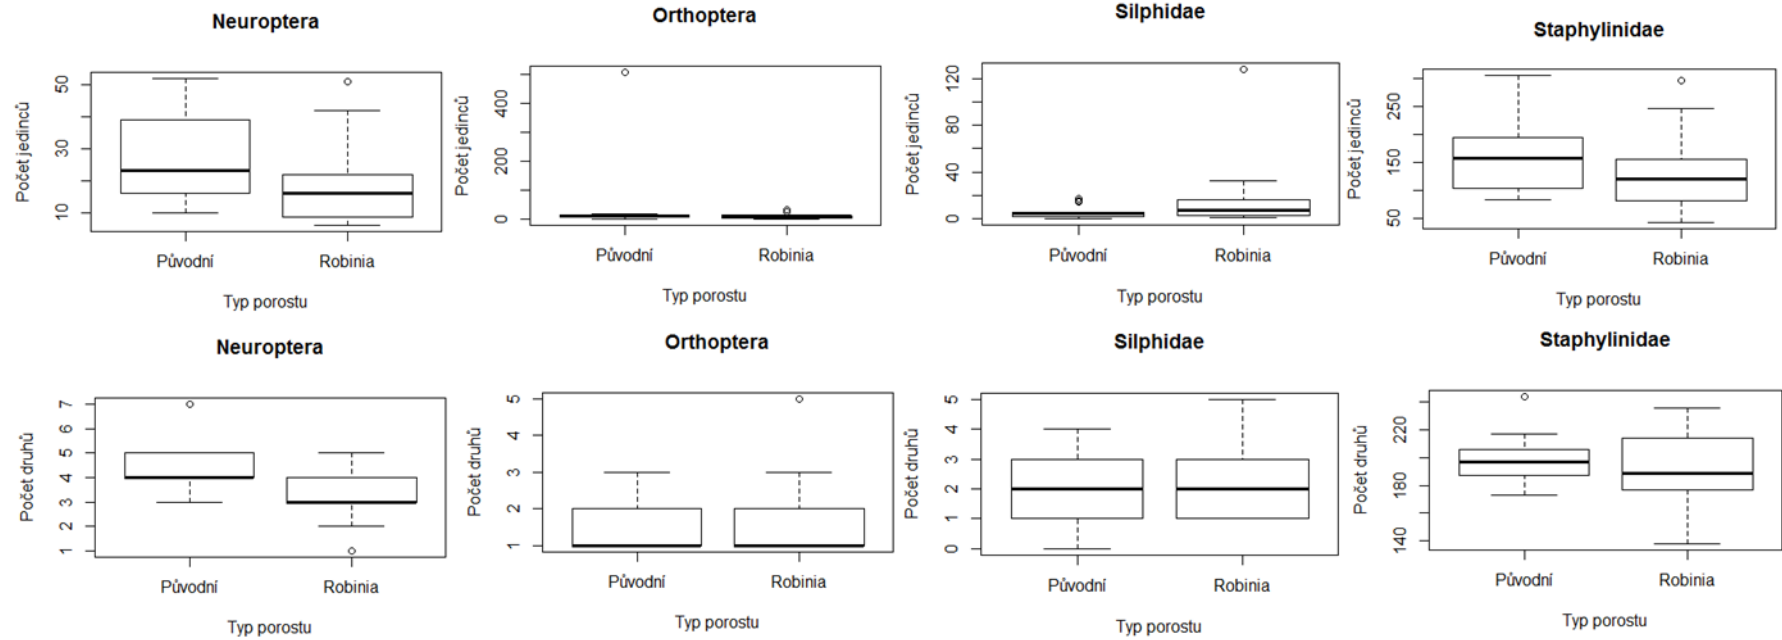 Neuroptera
Počet jedinců
50
30
10
Původní
Robinia
Typ porostu
Orthoptera
Počet jedinců
400
200
0
Původní
Robinia
Typ porostu
Silphidae
Počet jedinců
120
80
40
0
Původní
Robinia
Typ porostu
Staphylinidae
Počet jedinců
250
150
50
Původní
Robinia
Typ porostu
Neuroptera
Počet druhů
7
6
5
4
3
2
1
Původní
Robinia
Typ porostu
Orthoptera
Počet druhů
5
4
3
2
1
Původní
Robinia
Typ porostu
Silphidae
Počet druhů
5
4
3
2
1
0
Původní
Robinia
Typ porostu
Staphylinidae
Počet druhů
220
180
140
Původní
Robinia
Typ porostu